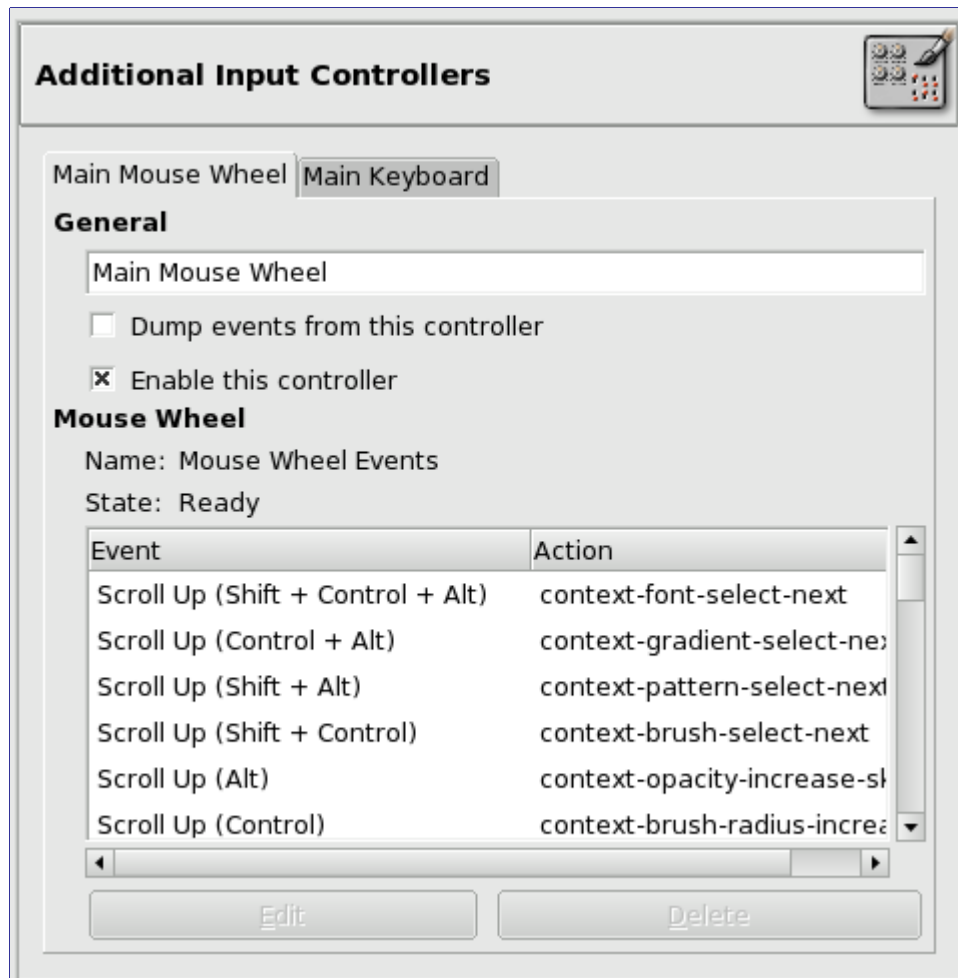 Additional Input Controllers
Main Mouse Wheel Main Keyboard
General
Main Mouse Wheel
Dump events from this controller
Enable this controller
Mouse Wheel
Name: Mouse Wheel Events
State: Ready
Event Action
Scroll Up (Shift + Control + Alt) context-font-select-next
Scroll Up (Control + Alt) context-gradient-select-nex
Scroll Up (Shift + Alt) context-pattern-select-next
Scroll Up (Shift + Control) context-brush-select-next
Scroll Up (Alt) context-opacity-increase-sk
Scroll Up (Control) context-brush-radius-increa
Edit Delete